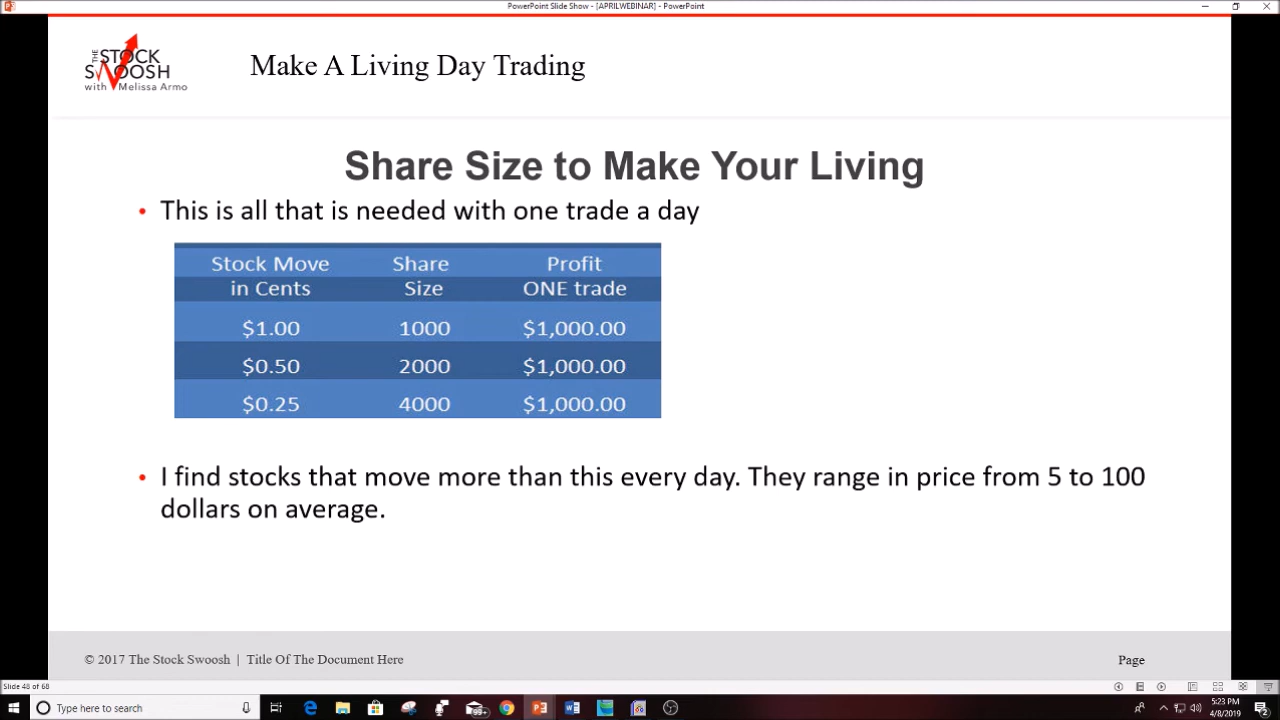 PowerPoint Slide Show - [APRILWEBINAR] - PowerPoint
THE STOCK
SWOOSH
with Melissa Armo
Make A Living Day Trading
Share Size to Make Your Living
• This is all that is needed with one trade a day
Stock Move in Cents Share Size Profit ONE trade
$1.00 1000 $1,000.00
$0.50 2000 $1,000.00
$0.25 4000 $1,000.00
• I find stocks that move more than this every day. They range in price from 5 to 100
dollars on average.
© 2017 The Stock Swoosh | Title Of The Document Here
Page
Slide 48 of 68
Type here to search
99+
5:23 PM
4/8/2019
2